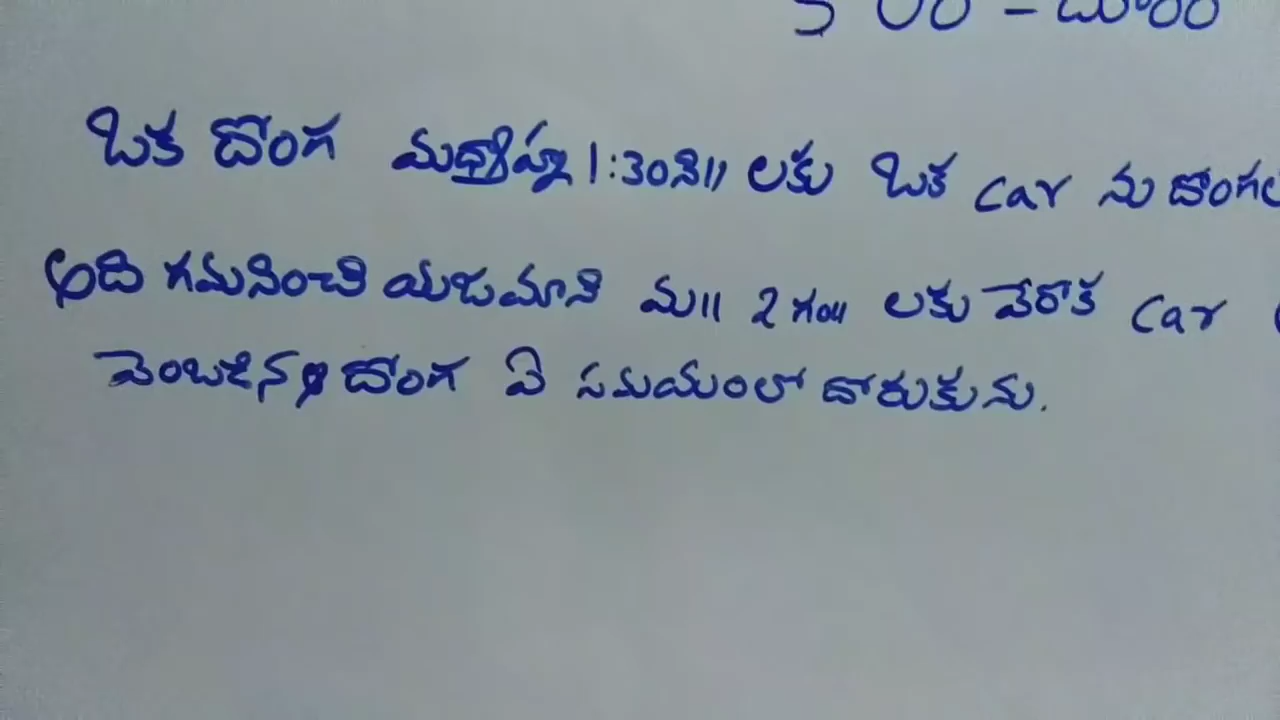 ఒక దొంగ మధ్యాహ్న 1:30ని॥ లకు ఒక car ను దొంగల
అది గమనించి యజమాని మ॥ 2 గం॥ లకు వేరొక car
వెంబడిన దొంగ ఏ సమయంలో దొరుకును.